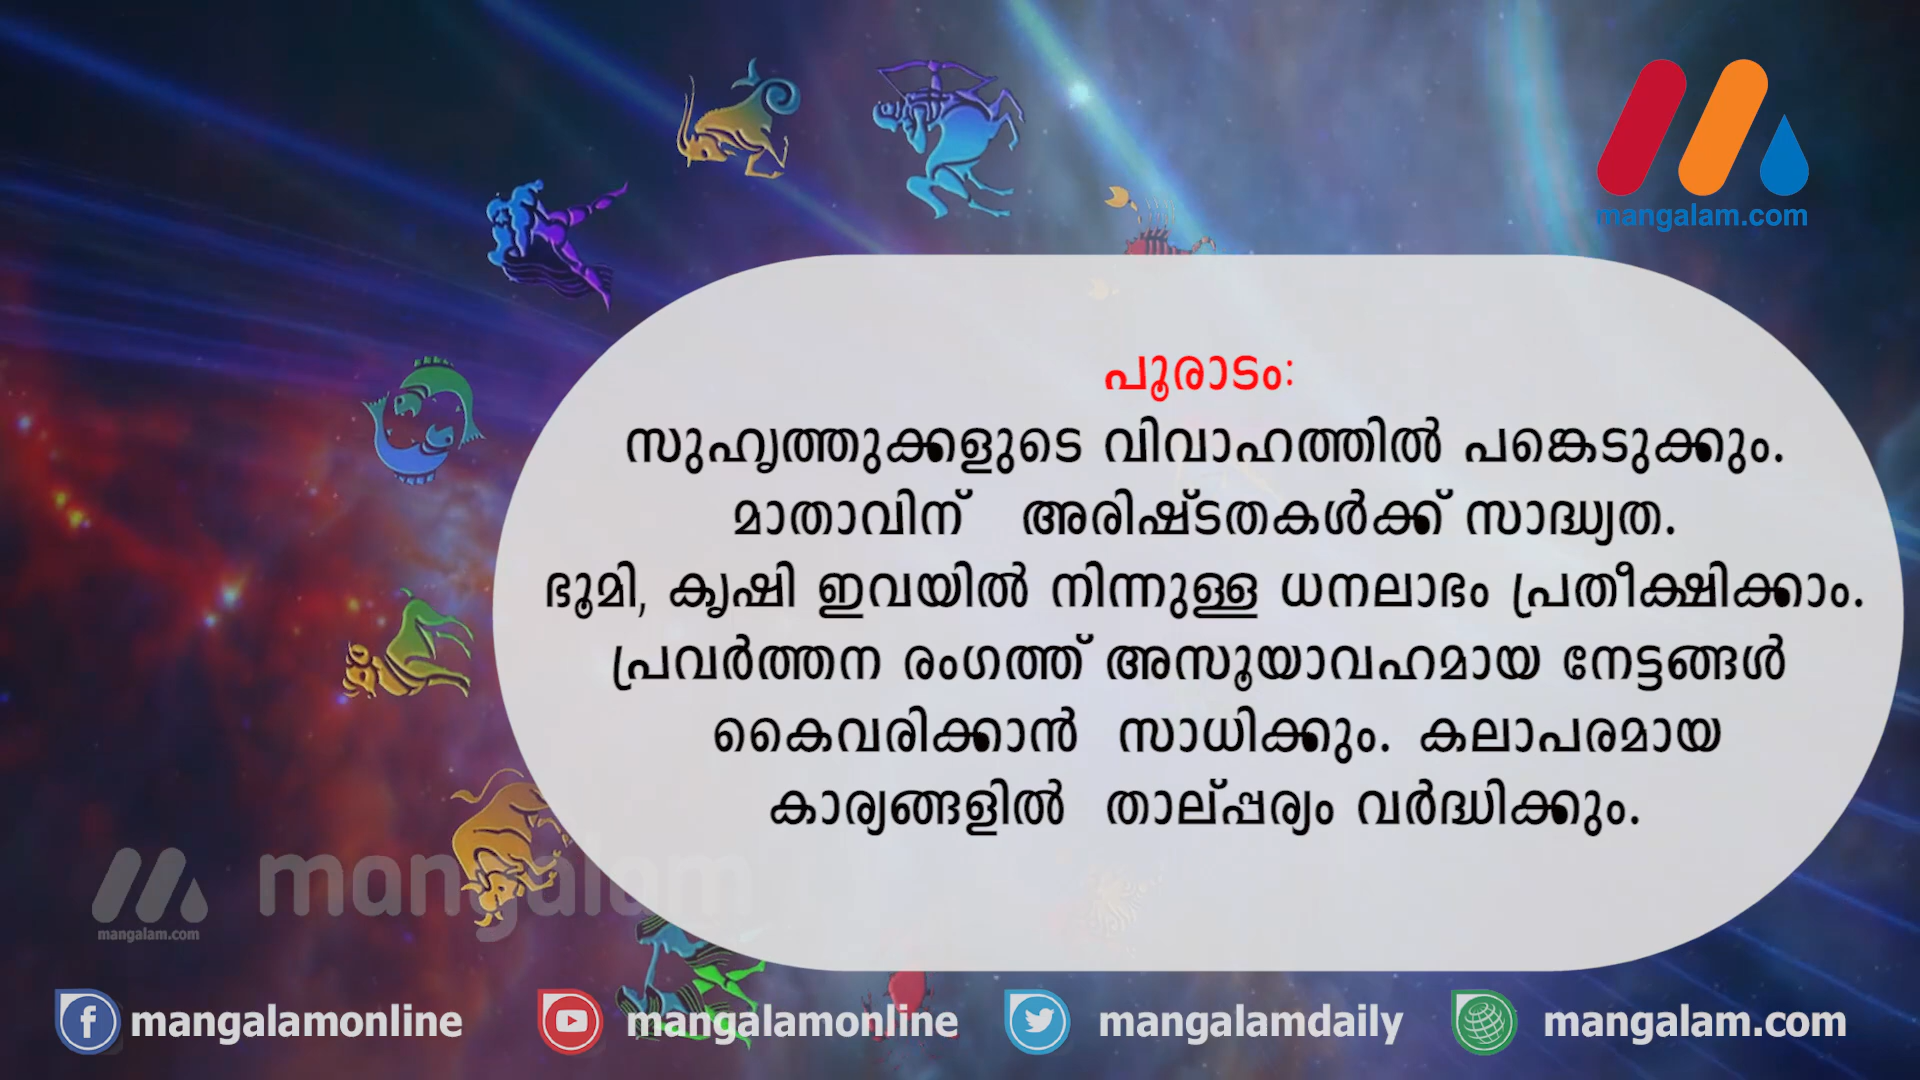 mangalam.com
പൂരാടം:
സുഹൃത്തുക്കളുടെ വിവാഹത്തിൽ പങ്കെടുക്കും.
മാതാവിന് അരിഷ്ടതകൾക്ക് സാദ്ധ്യത.
ഭൂമി, കൃഷി ഇവയിൽ നിന്നുള്ള ധനലാഭം പ്രതീക്ഷിക്കാം.
പ്രവർത്തന രംഗത്ത് അസൂയാവഹമായ നേട്ടങ്ങൾ
കൈവരിക്കാൻ സാധിക്കും. കലാപരമായ
കാര്യങ്ങളിൽ താല്പ്പര്യം വർദ്ധിക്കും.
mangalam
mangalam.com
mangalamonline mangalamonline mangalamdaily mangalam.com